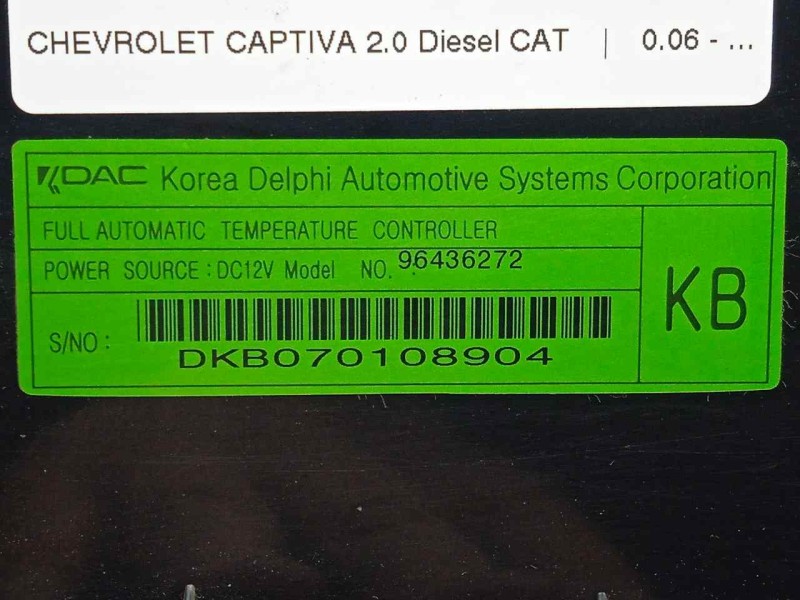 CHEVROLET CAPTIVA 2.0 Diesel CAT | 0.06 - ...
KDAC Korea Delphi Automotive Systems Corporation
FULL AUTOMATIC TEMPERATURE CONTROLLER
POWER SOURCE : DC12V Model NO. 96436272
KB
S/NO :
DKB070108904